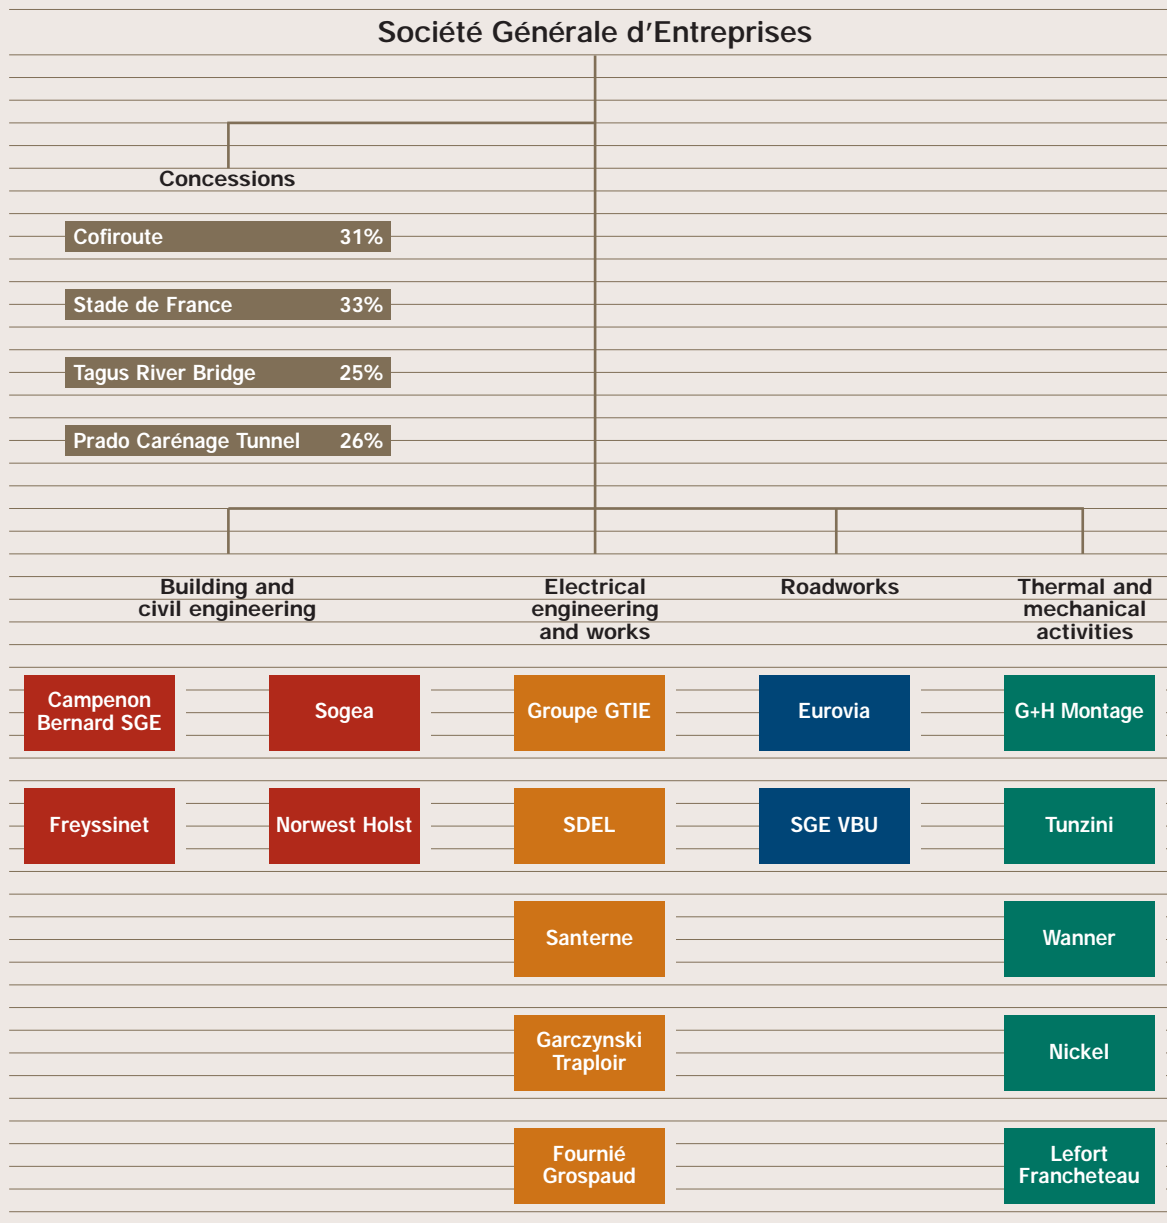 Société Générale d'Entreprises
Concessions
Cofiroute 31%
Stade de France 33%
Tagus River Bridge 25%
Prado Carénage Tunnel 26%
Building and
civil engineering
Electrical
engineering
and works
Roadworks
Thermal and
mechanical
activities
Campenon
Bernard SGE
Sogea
Groupe GTIE
Eurovia
G+H Montage
Freyssinet
Norwest Holst
SDEL
SGE VBU
Tunzini
Santerne
Wanner
Garczynski
Traploir
Nickel
Fournié
Grospaud
Lefort
Francheteau